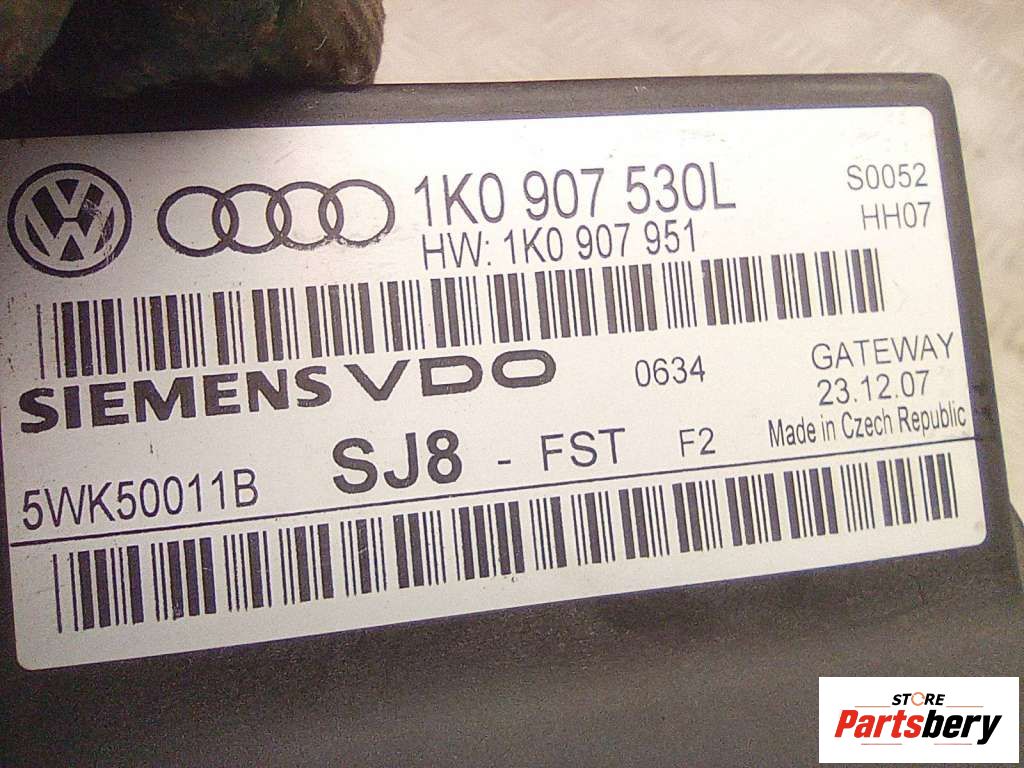 1K0 907 530L S0052
HW: 1K0 907 951 HH07
SIEMENS VDO 0634 GATEWAY
23.12.07
5WK50011B SJ8 - FST F2 Made in Czech Republic
STORE
Partsbery